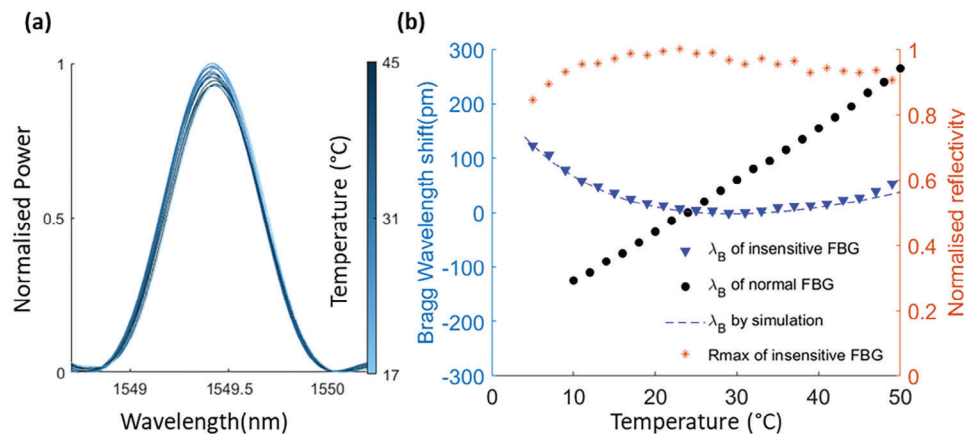 (a)
Normalised Power
1
0.5
0
1549
1549.5
1550
Wavelength(nm)
Temperature (°C)
45
31
17
(b)
Bragg Wavelength shift(pm)
300
200
100
0
-100
-200
-300
λB of insensitive FBG
λB of normal FBG
λB by simulation
Rmax of insensitive FBG
0
10
20
30
40
50
Temperature (°C)
1
0.8
0.6
0.4
0.2
0
Normalised reflectivity